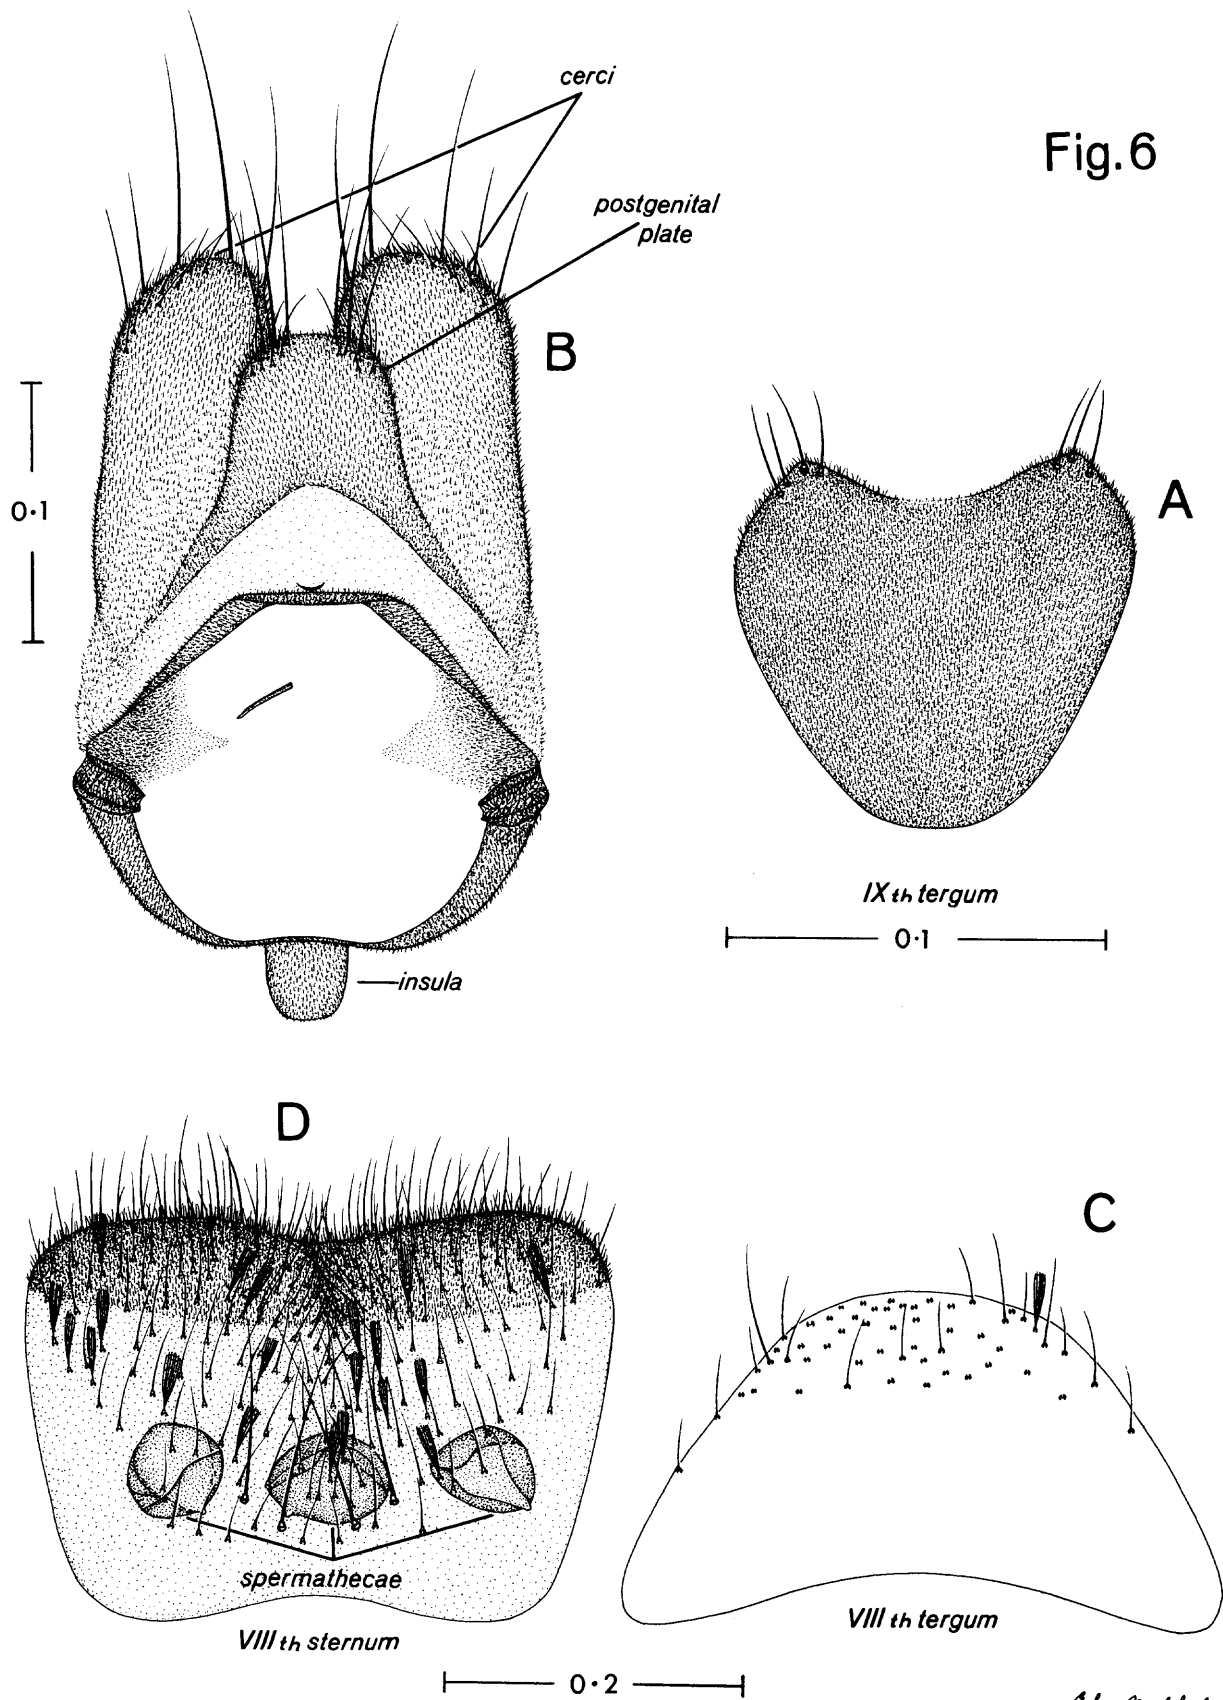 cerci
Fig.6
postgenital
plate
B
A
0·1
IXth tergum
0·1
insula
D
C
spermathecae
VIIIth sternum
VIIIth tergum
0·2